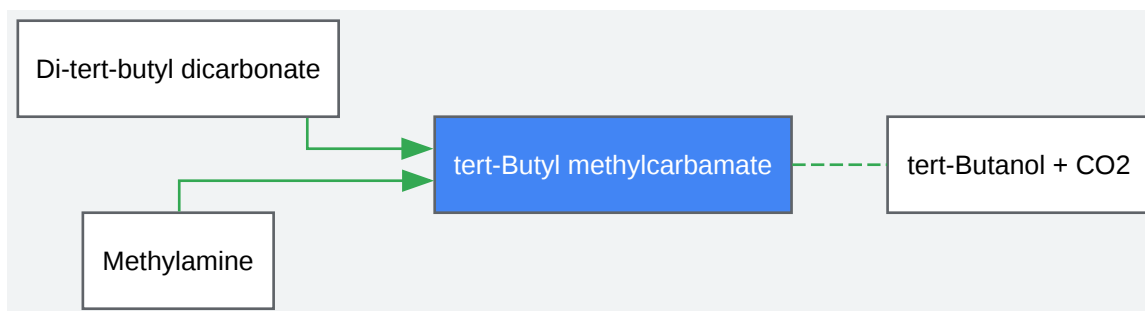 Di-tert-butyl dicarbonate
tert-Butyl methylcarbamate
tert-Butanol + CO2
Methylamine